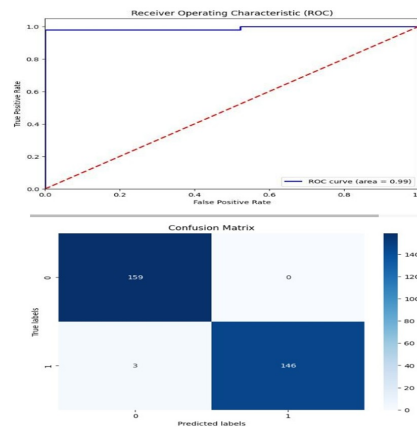 Receiver Operating Characteristic (ROC)
1.0
0.8
0.6
0.4
0.2
0.0
True Positive Rate
0.0 0.2 0.4 0.6 0.8 1
False Positive Rate
ROC curve (area = 0.99)
Confusion Matrix
0 159 0
1 3 146
True labels
0 1
Predicted labels
140
120
100
80
60
40
20
0